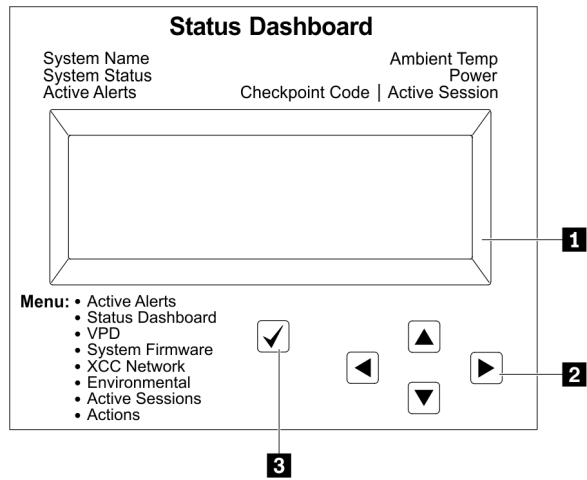 Status Dashboard
System Name
Ambient Temp
System Status
Power
Active Alerts
Checkpoint Code | Active Session
1
Menu: • Active Alerts
• Status Dashboard
• VPD
• System Firmware
• XCC Network
• Environmental
• Active Sessions
• Actions
2
3